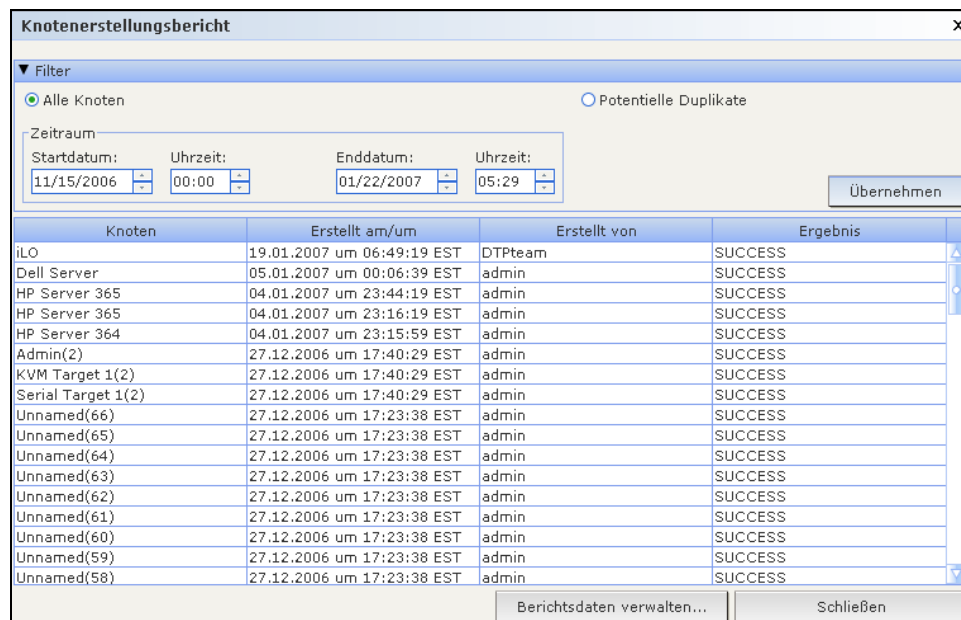 Knotenerstellungsbericht x
▼ Filter
Alle Knoten Potentielle Duplikate
Zeitraum
Startdatum: Uhrzeit: Enddatum: Uhrzeit:
11/15/2006 00:00 01/22/2007 05:29
Übernehmen
Knoten Erstellt am/um Erstellt von Ergebnis
iLO 19.01.2007 um 06:49:19 EST DTPteam SUCCESS
Dell Server 05.01.2007 um 00:06:39 EST admin SUCCESS
HP Server 365 04.01.2007 um 23:44:19 EST admin SUCCESS
HP Server 365 04.01.2007 um 23:16:19 EST admin SUCCESS
HP Server 364 04.01.2007 um 23:15:59 EST admin SUCCESS
Admin(2) 27.12.2006 um 17:40:29 EST admin SUCCESS
KVM Target 1(2) 27.12.2006 um 17:40:29 EST admin SUCCESS
Serial Target 1(2) 27.12.2006 um 17:40:29 EST admin SUCCESS
Unnamed(66) 27.12.2006 um 17:23:38 EST admin SUCCESS
Unnamed(65) 27.12.2006 um 17:23:38 EST admin SUCCESS
Unnamed(64) 27.12.2006 um 17:23:38 EST admin SUCCESS
Unnamed(63) 27.12.2006 um 17:23:38 EST admin SUCCESS
Unnamed(62) 27.12.2006 um 17:23:38 EST admin SUCCESS
Unnamed(61) 27.12.2006 um 17:23:38 EST admin SUCCESS
Unnamed(60) 27.12.2006 um 17:23:38 EST admin SUCCESS
Unnamed(59) 27.12.2006 um 17:23:38 EST admin SUCCESS
Unnamed(58) 27.12.2006 um 17:23:38 EST admin SUCCESS
Berichtsdaten verwalten... Schließen